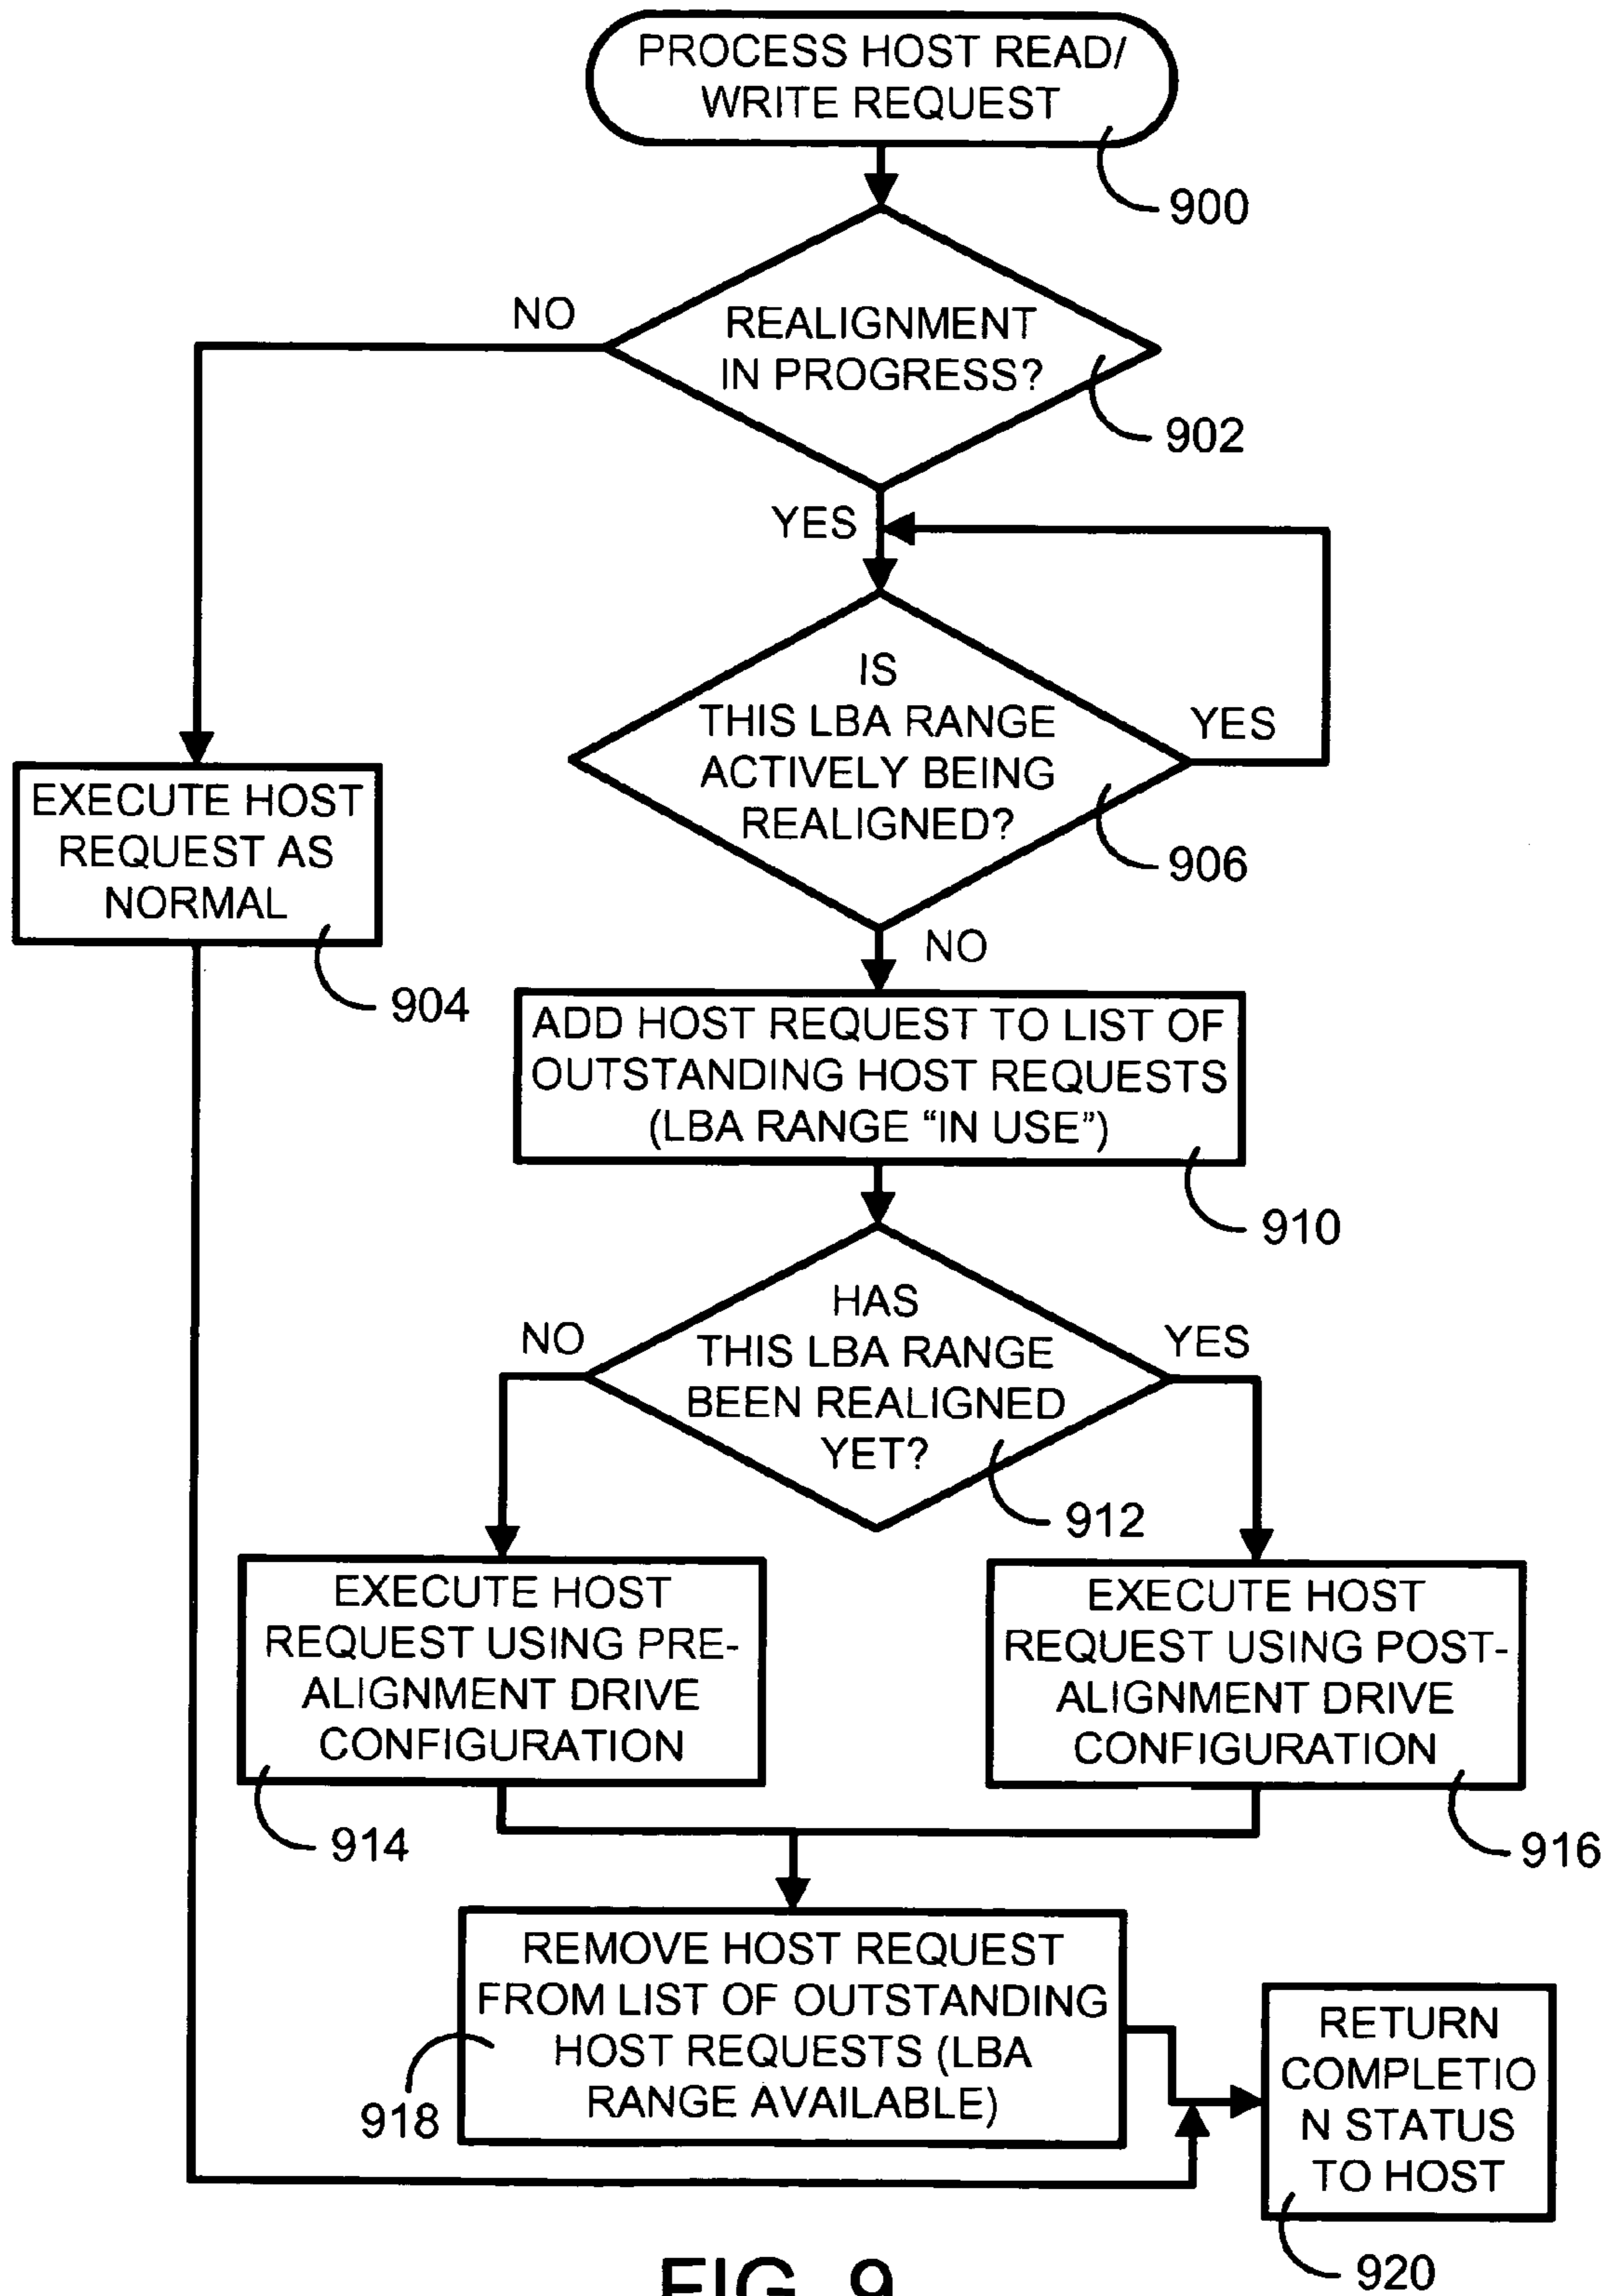 PROCESS HOST READ/
WRITE REQUEST
900
REALIGNMENT
IN PROGRESS?
902
NO
YES
IS
THIS LBA RANGE
ACTIVELY BEING
REALIGNED?
906
YES
NO
EXECUTE HOST
REQUEST AS
NORMAL
904
ADD HOST REQUEST TO LIST OF
OUTSTANDING HOST REQUESTS
(LBA RANGE “IN USE”)
910
HAS
THIS LBA RANGE
BEEN REALIGNED
YET?
912
NO
YES
EXECUTE HOST
REQUEST USING PRE-
ALIGNMENT DRIVE
CONFIGURATION
914
EXECUTE HOST
REQUEST USING POST-
ALIGNMENT DRIVE
CONFIGURATION
916
REMOVE HOST REQUEST
FROM LIST OF OUTSTANDING
HOST REQUESTS (LBA
RANGE AVAILABLE)
918
RETURN
COMPLETIO
N STATUS
TO HOST
920
FIG. 9